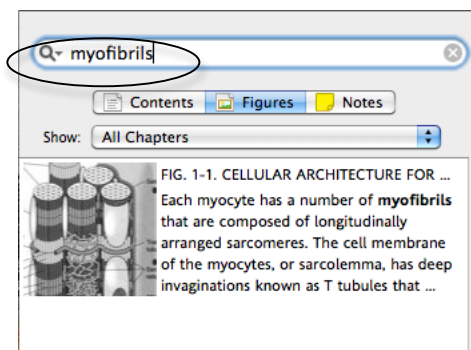 myofibrils
Contents Figures Notes
Show: All Chapters
FIG. 1-1. CELLULAR ARCHITECTURE FOR ...
Each myocyte has a number of myofibrils
that are composed of longitudinally
arranged sarcomeres. The cell membrane
of the myocytes, or sarcolemma, has deep
invaginations known as T tubules that ...